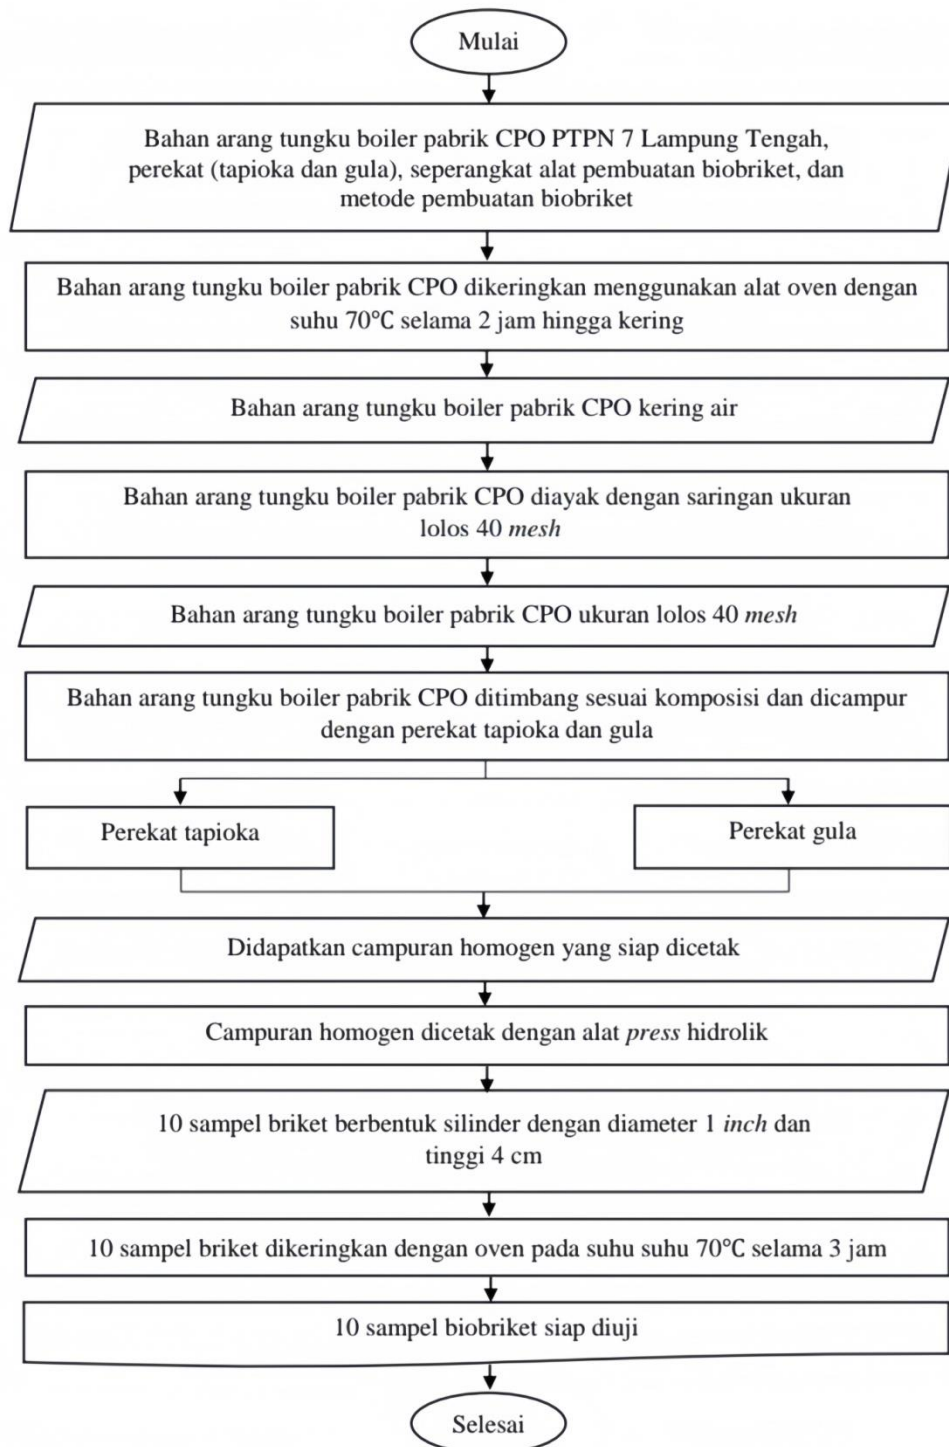 Mulai
Bahan arang tungku boiler pabrik CPO PTPN 7 Lampung Tengah,
perekat (tapioka dan gula), seperangkat alat pembuatan biobriket, dan
metode pembuatan biobriket
Bahan arang tungku boiler pabrik CPO dikeringkan menggunakan alat oven dengan
suhu 70℃ selama 2 jam hingga kering
Bahan arang tungku boiler pabrik CPO kering air
Bahan arang tungku boiler pabrik CPO diayak dengan saringan ukuran
lolos 40 mesh
Bahan arang tungku boiler pabrik CPO ukuran lolos 40 mesh
Bahan arang tungku boiler pabrik CPO ditimbang sesuai komposisi dan dicampur
dengan perekat tapioka dan gula
Perekat tapioka
Perekat gula
Didapatkan campuran homogen yang siap dicetak
Campuran homogen dicetak dengan alat press hidrolik
10 sampel briket berbentuk silinder dengan diameter 1 inch dan
tinggi 4 cm
10 sampel briket dikeringkan dengan oven pada suhu suhu 70℃ selama 3 jam
10 sampel biobriket siap diuji
Selesai